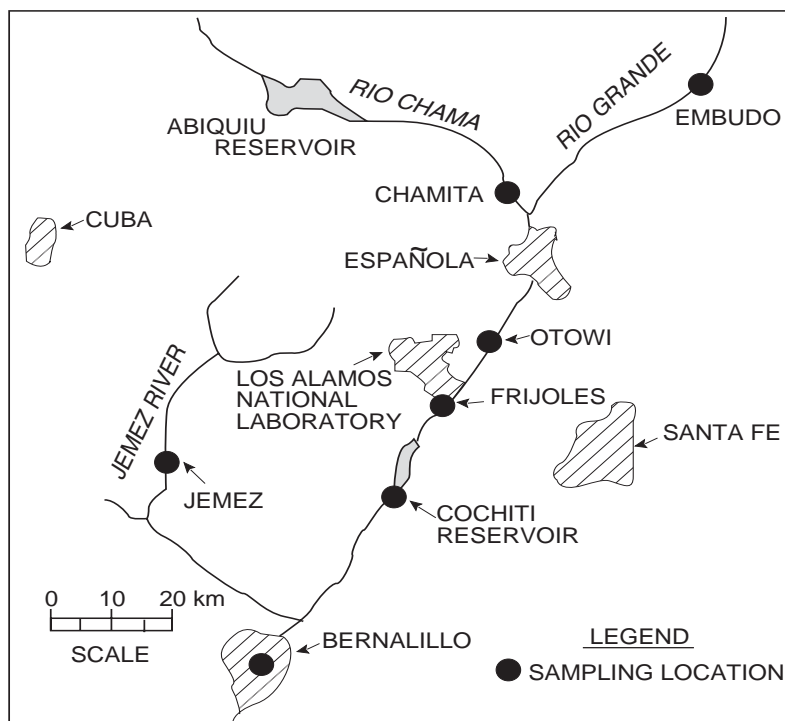 RIO CHAMA
RIO GRANDE
EMBUDO
ABIQUIU
RESERVOIR
CHAMITA
CUBA
ESPAÑOLA
OTOWI
LOS ALAMOS
NATIONAL
LABORATORY
FRIJOLES
SANTA FE
JEMEZ RIVER
JEMEZ
COCHITI
RESERVOIR
0 10 20 km
SCALE
BERNALILLO
LEGEND
SAMPLING LOCATION